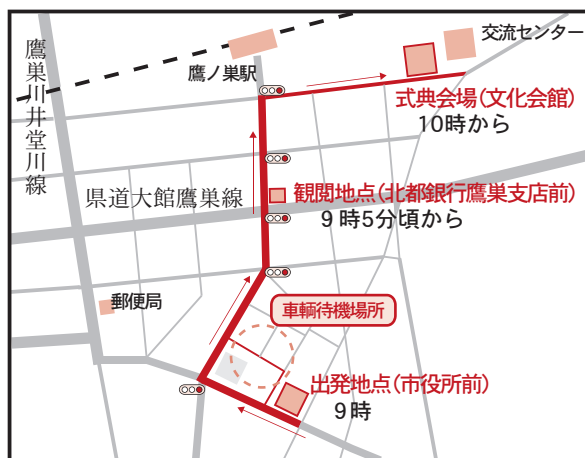 交流センター
鷹巣川井堂川線
鷹ノ巣駅
式典会場(文化会館)
10時から
県道大館鷹巣線
観閲地点(北都銀行鷹巣支店前)
9時5分頃から
郵便局
車輌待機場所
出発地点(市役所前)
9時